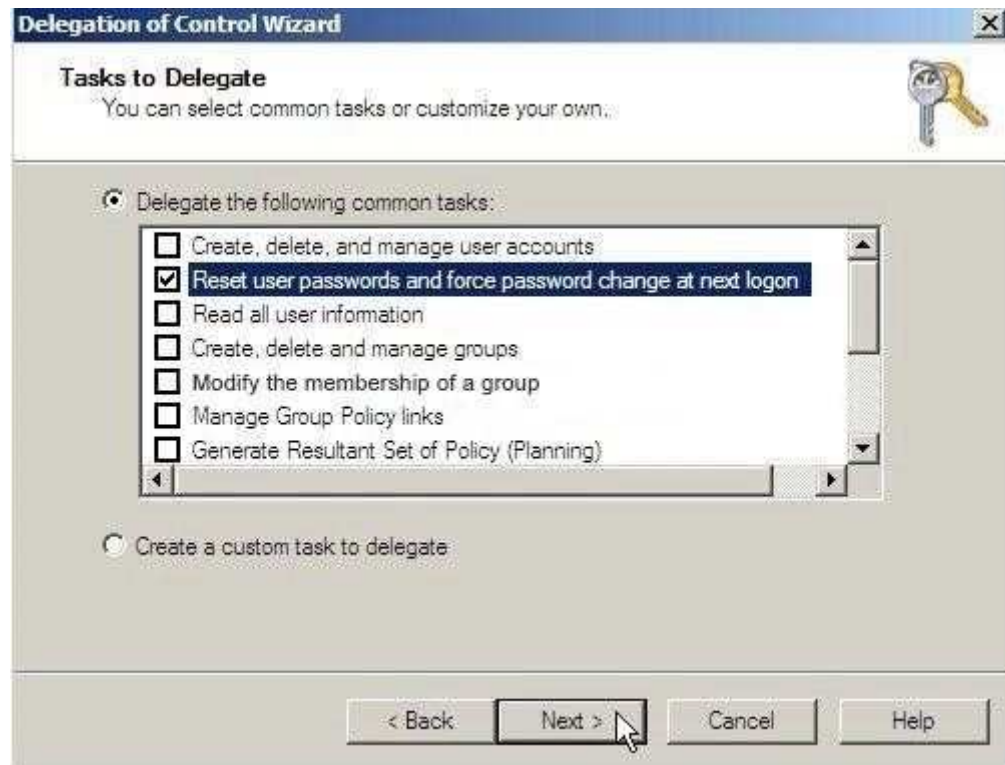 Delegation of Control Wizard
Tasks to Delegate
You can select common tasks or customize your own.
Delegate the following common tasks:
Create, delete, and manage user accounts
Reset user passwords and force password change at next logon
Read all user information
Create, delete and manage groups
Modify the membership of a group
Manage Group Policy links
Generate Resultant Set of Policy (Planning)
Create a custom task to delegate
< Back
Next >
Cancel
Help